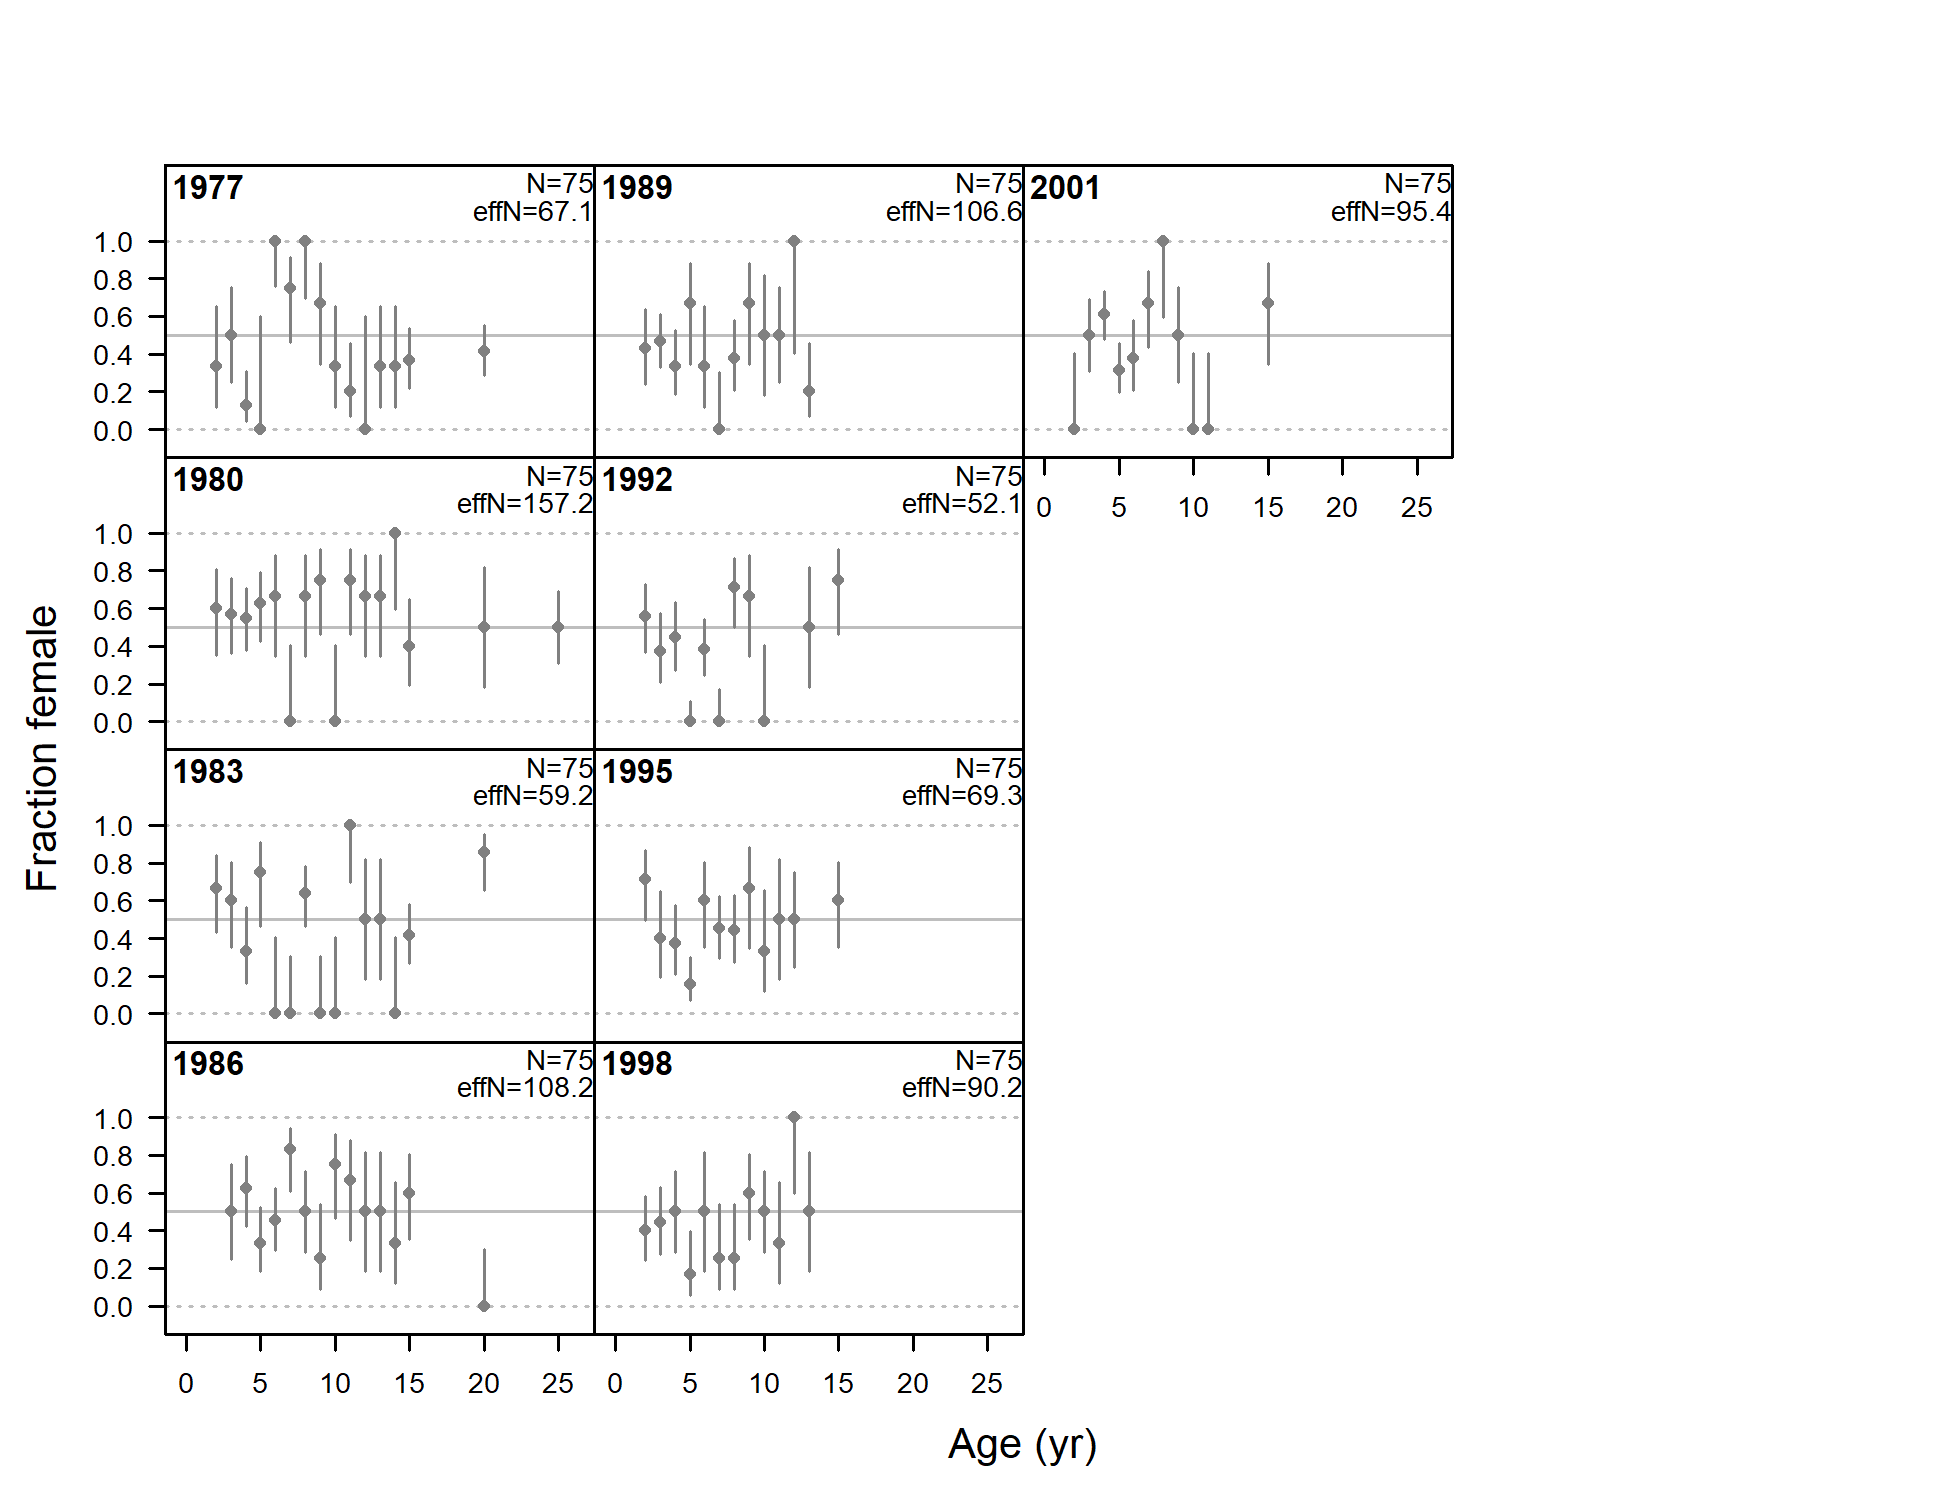 1977
N=75
effN=67.1
1989
N=75
effN=106.6
2001
N=75
effN=95.4
1.0
0.8
0.6
0.4
0.2
0.0
0 5 10 15 20 25
1980
N=75
effN=157.2
1992
N=75
effN=52.1
1.0
0.8
0.6
0.4
0.2
0.0
1983
N=75
effN=59.2
1995
N=75
effN=69.3
1.0
0.8
0.6
0.4
0.2
0.0
1986
N=75
effN=108.2
1998
N=75
effN=90.2
1.0
0.8
0.6
0.4
0.2
0.0
0 5 10 15 20 25
0 5 10 15 20 25
Fraction female
Age (yr)